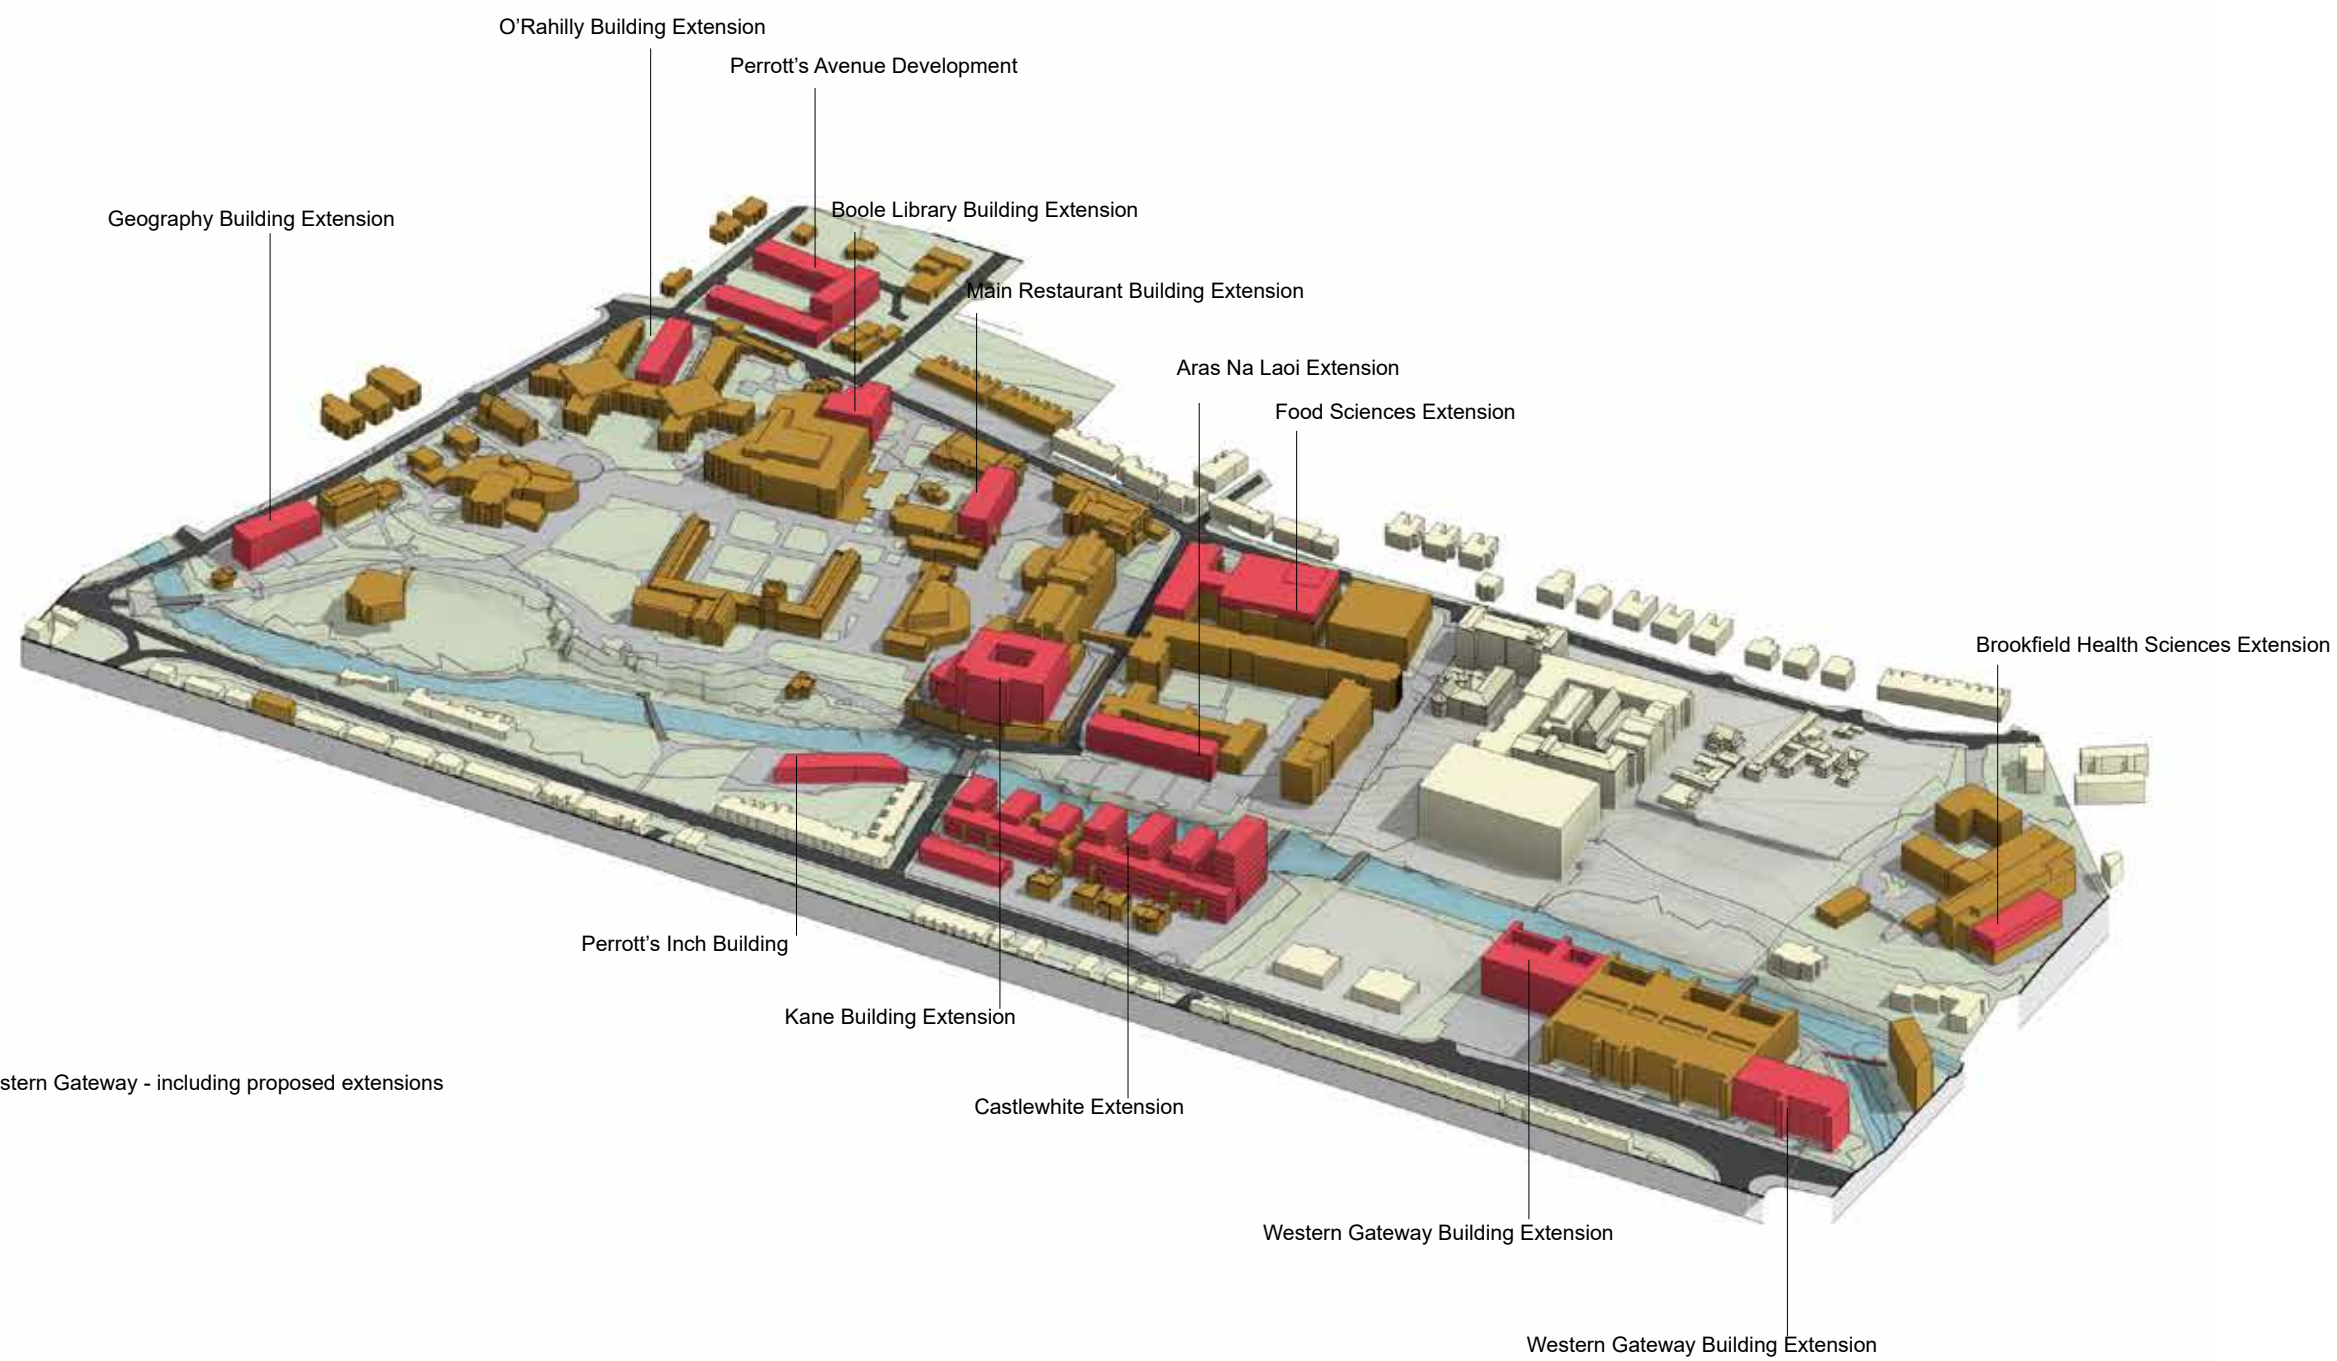 O’Rahilly Building Extension
Perrott’s Avenue Development
Boole Library Building Extension
Geography Building Extension
Main Restaurant Building Extension
Aras Na Laoi Extension
Food Sciences Extension
Brookfield Health Sciences Extension
Perrott’s Inch Building
Kane Building Extension
stern Gateway - including proposed extensions
Castlewhite Extension
Western Gateway Building Extension
Western Gateway Building Extension